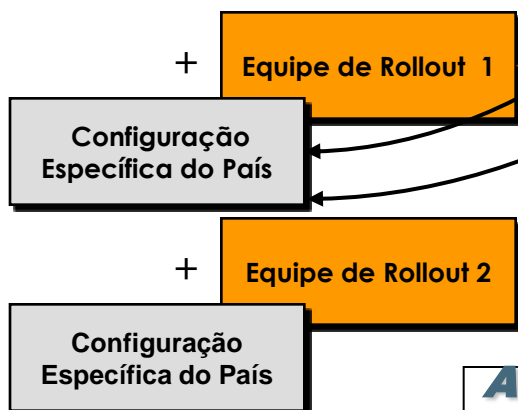 +
Equipe de Rollout 1
Configuração
Específica do País
+
Equipe de Rollout 2
Configuração
Específica do País
A